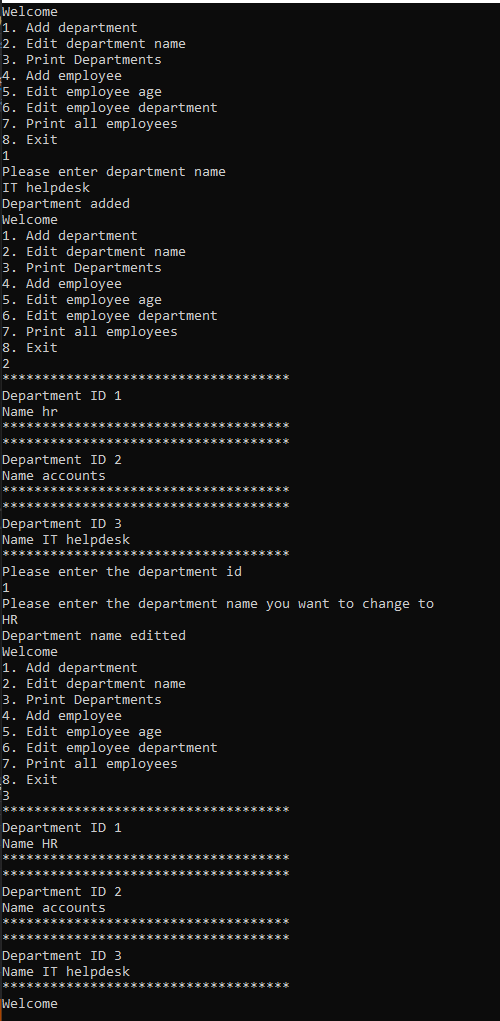 Welcome
1. Add department
2. Edit department name
3. Print Departments
4. Add employee
5. Edit employee age
6. Edit employee department
7. Print all employees
8. Exit
1
Please enter department name
IT helpdesk
Department added
Welcome
1. Add department
2. Edit department name
3. Print Departments
4. Add employee
5. Edit employee age
6. Edit employee department
7. Print all employees
8. Exit
2
************************************
Department ID 1
Name hr
************************************
************************************
Department ID 2
Name accounts
************************************
************************************
Department ID 3
Name IT helpdesk
************************************
Please enter the department id
1
Please enter the department name you want to change to
HR
Department name editted
Welcome
1. Add department
2. Edit department name
3. Print Departments
4. Add employee
5. Edit employee age
6. Edit employee department
7. Print all employees
8. Exit
3
************************************
Department ID 1
Name HR
************************************
************************************
Department ID 2
Name accounts
************************************
************************************
Department ID 3
Name IT helpdesk
************************************
Welcome